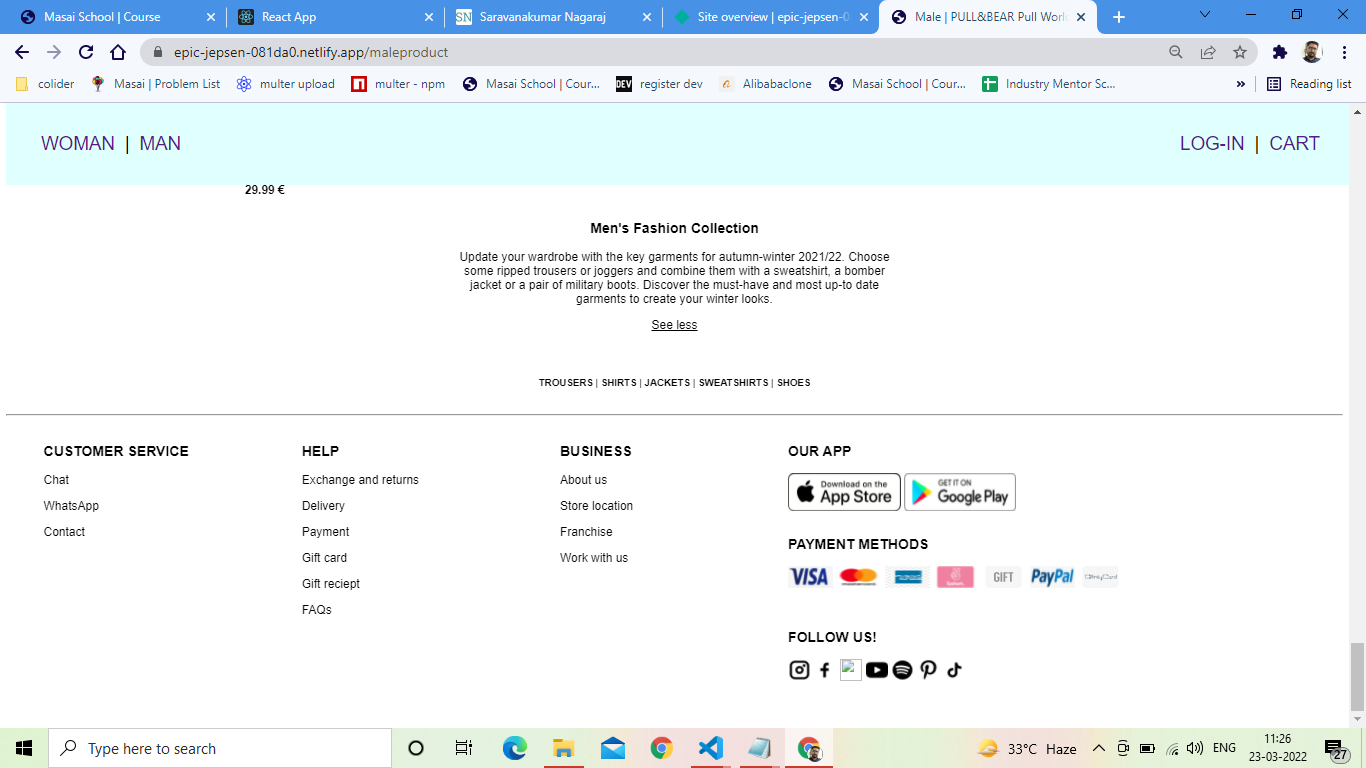 Masai School | Course
React App
SN Saravanakumar Nagaraj
Site overview | epic-jepsen-0
Male | PULL&BEAR Pull World
epic-jepsen-081da0.netlify.app/maleproduct
colider
Masai | Problem List
multer upload
multer - npm
Masai School | Cour...
DEV register dev
Alibabaclone
Masai School | Cour...
Industry Mentor Sc...
»
Reading list
WOMAN | MAN
LOG-IN | CART
29.99 €
Men's Fashion Collection
Update your wardrobe with the key garments for autumn-winter 2021/22. Choose
some ripped trousers or joggers and combine them with a sweatshirt, a bomber
jacket or a pair of military boots. Discover the must-have and most up-to date
garments to create your winter looks.
See less
TROUSERS | SHIRTS | JACKETS | SWEATSHIRTS | SHOES
CUSTOMER SERVICE
Chat
WhatsApp
Contact
HELP
Exchange and returns
Delivery
Payment
Gift card
Gift reciept
FAQs
BUSINESS
About us
Store location
Franchise
Work with us
OUR APP
Download on the
App Store
GET IT ON
Google Play
PAYMENT METHODS
VISA
GIFT
PayPal
FOLLOW US!
Type here to search
33°C Haze
ENG
11:26
23-03-2022
27